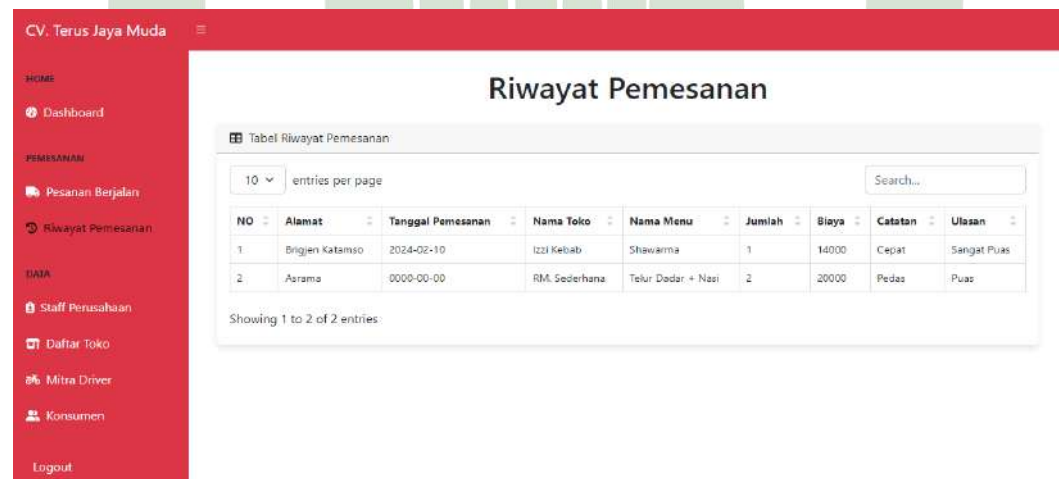 CV. Terus Jaya Muda
HOME
Dashboard
PEMESANAN
Pesanan Berjalan
Riwayat Pemesanan
DATA
Staff Perusahaan
Daftar Toko
Mitra Driver
Konsumen
Logout
Riwayat Pemesanan
Tabel Riwayat Pemesanan
10 entries per page
Search...
NO Alamat Tanggal Pemesanan Nama Toko Nama Menu Jumlah Biaya Catatan Ulasan
1 Brigjen Katamso 2024-02-10 Izzi Kebab Shawarma 1 14000 Cepat Sangat Puas
2 Asrama 0000-00-00 RM. Sederhana Telur Dadar + Nasi 2 20000 Pedas Puas
Showing 1 to 2 of 2 entries